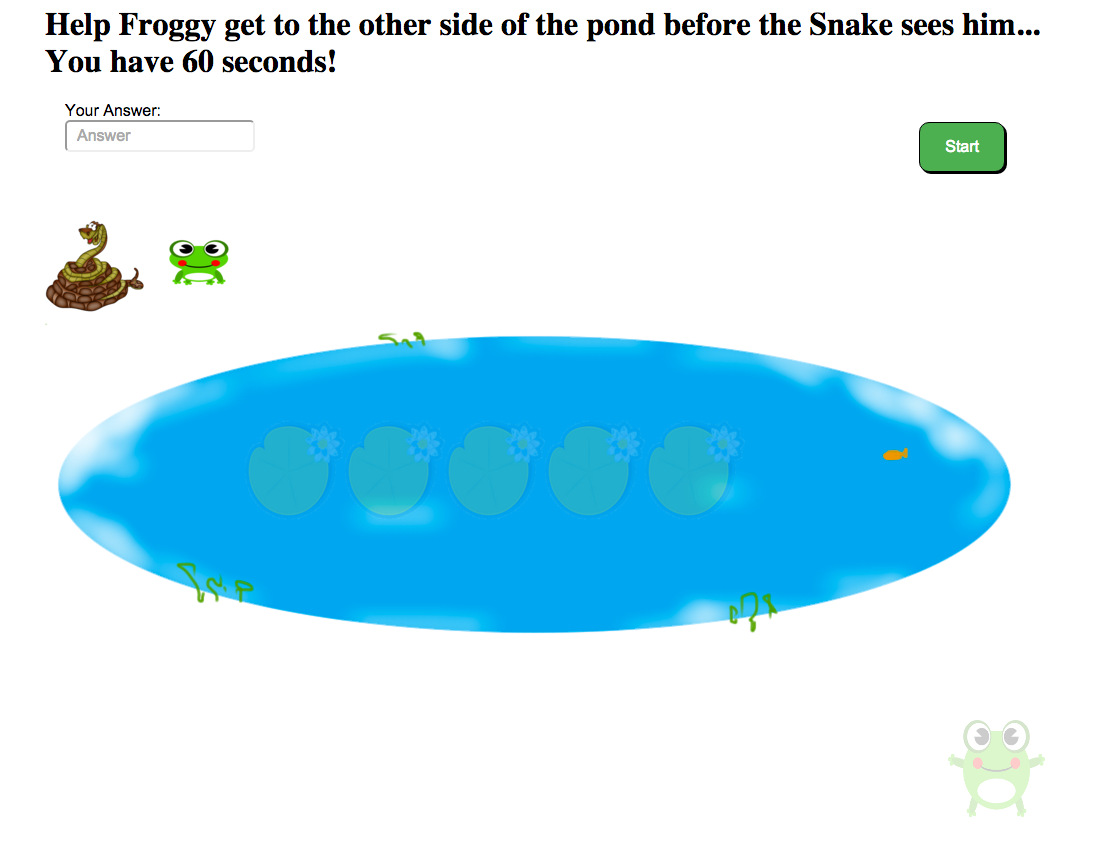 Help Froggy get to the other side of the pond before the Snake sees him...
You have 60 seconds!
Your Answer:
Answer
Start